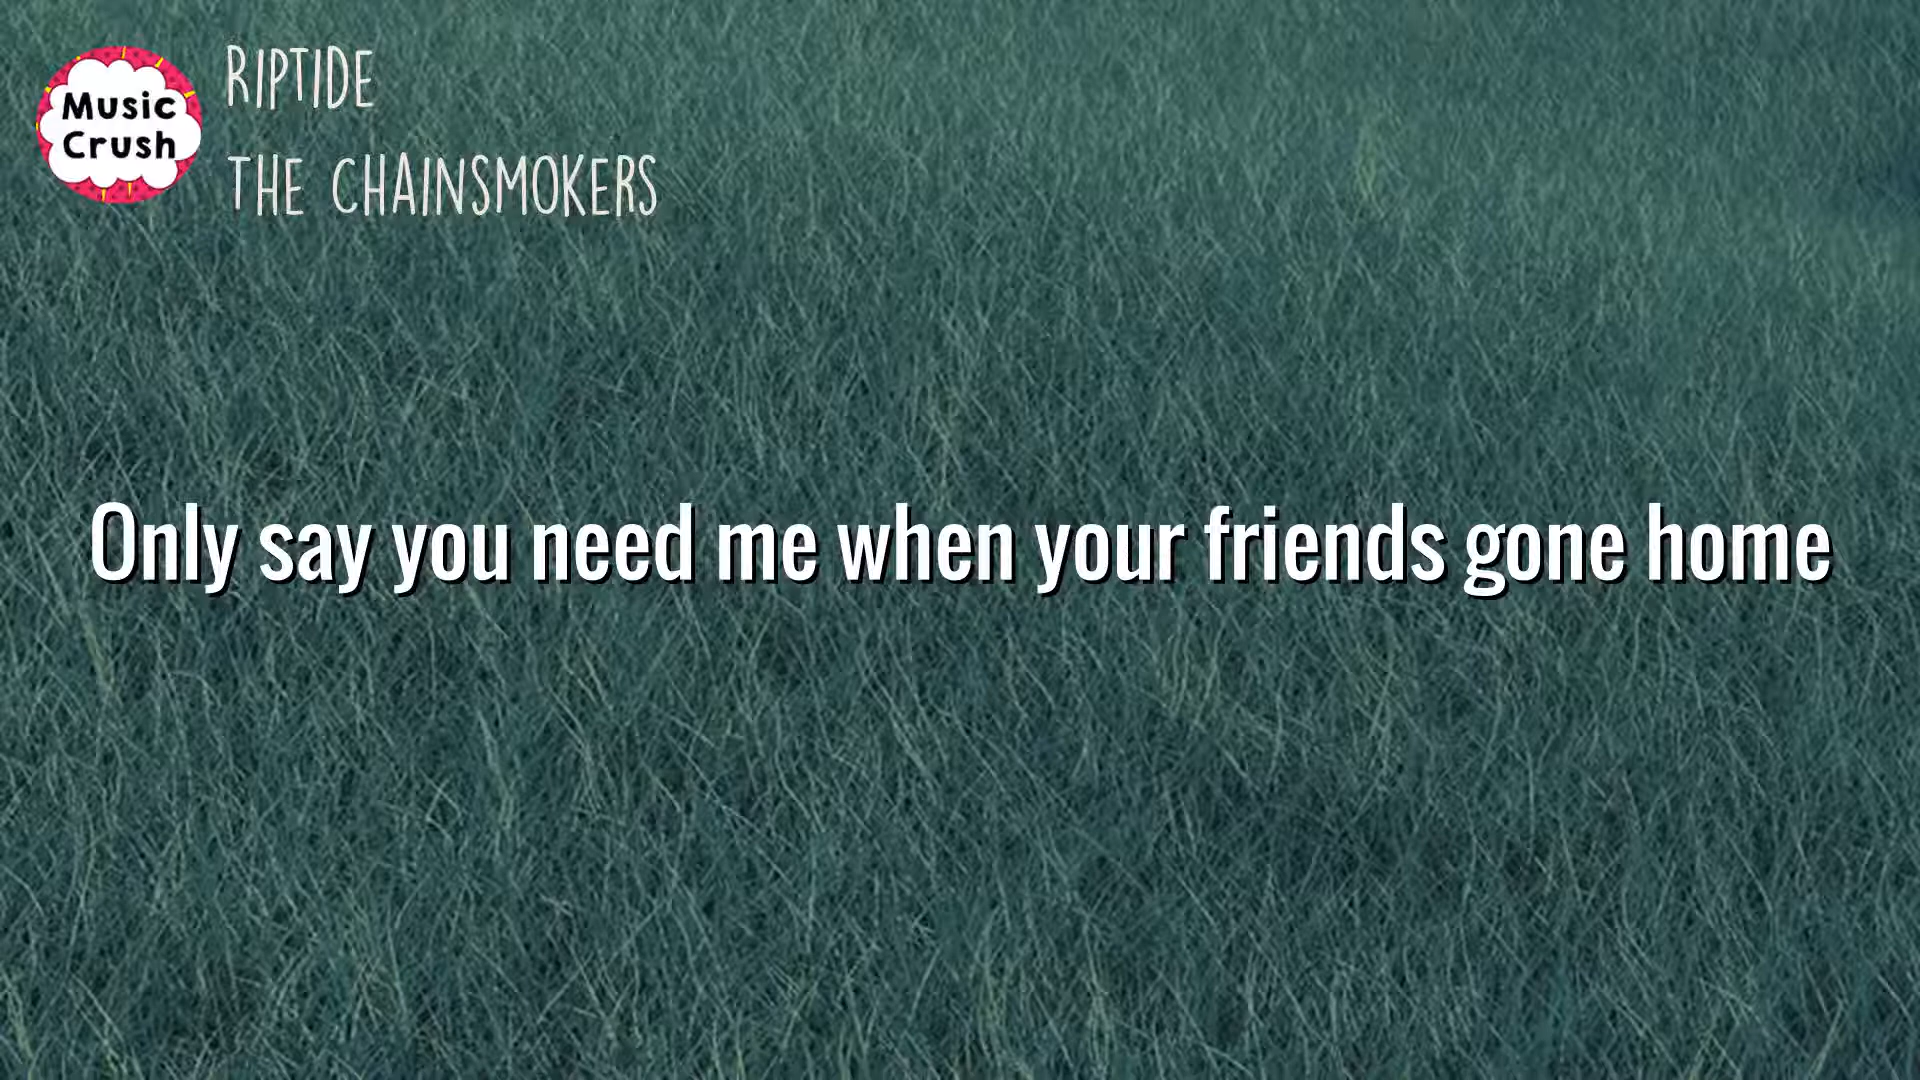 Music
Crush
RIPTIDE
THE CHAINSMOKERS
Only say you need me when your friends gone home